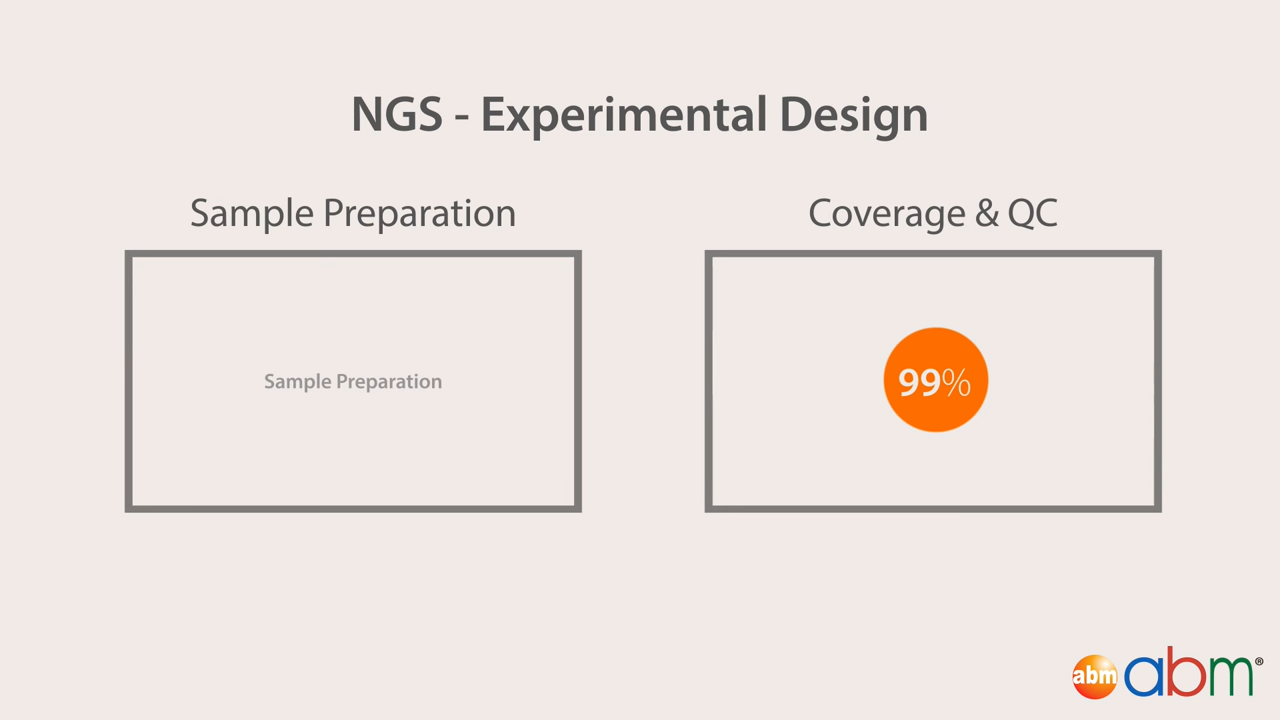 NGS - Experimental Design
Sample Preparation
Coverage & QC
Sample Preparation
99%
abm abm®